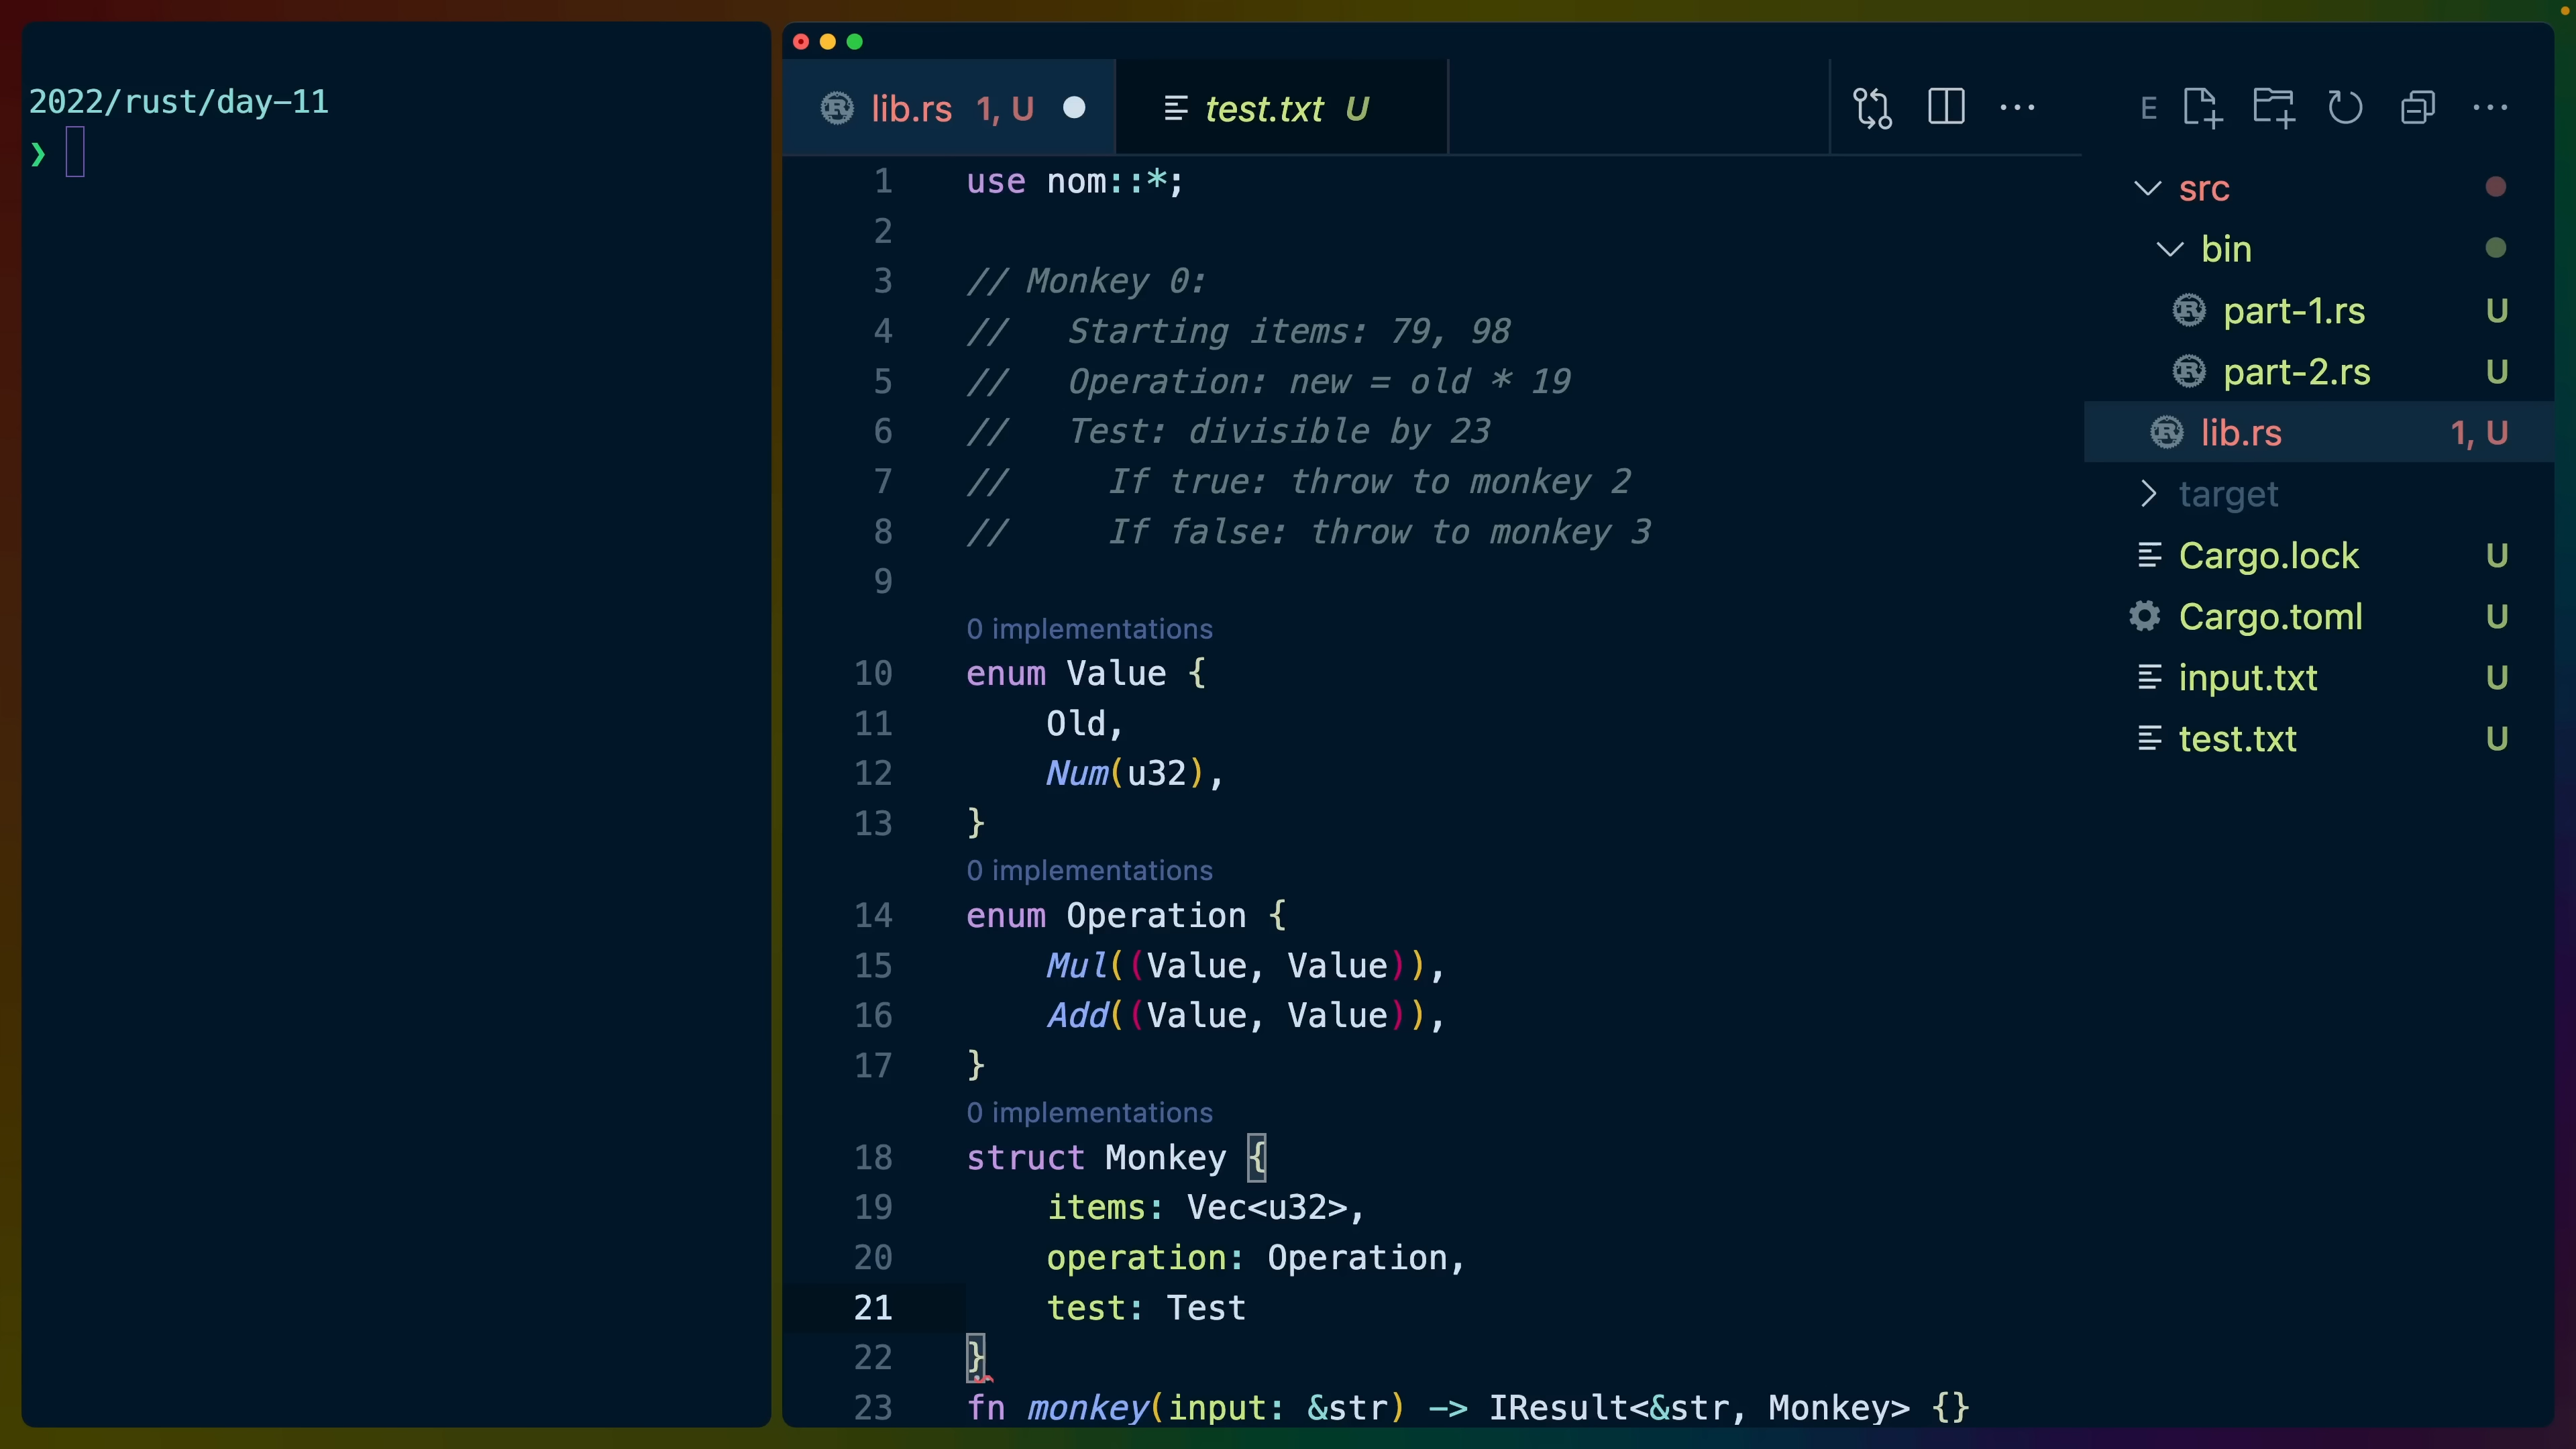 2022/rust/day-11
❯
lib.rs 1, U
test.txt U
1 use nom::*;
2
3 // Monkey 0:
4 //   Starting items: 79, 98
5 //   Operation: new = old * 19
6 //   Test: divisible by 23
7 //     If true: throw to monkey 2
8 //     If false: throw to monkey 3
9
0 implementations
10 enum Value {
11     Old,
12     Num(u32),
13 }
0 implementations
14 enum Operation {
15     Mul((Value, Value)),
16     Add((Value, Value)),
17 }
0 implementations
18 struct Monkey {
19     items: Vec<u32>,
20     operation: Operation,
21     test: Test
22 }
23 fn monkey(input: &str) -> IResult<&str, Monkey> {}
E
src
bin
part-1.rs U
part-2.rs U
lib.rs 1, U
target
Cargo.lock U
Cargo.toml U
input.txt U
test.txt U